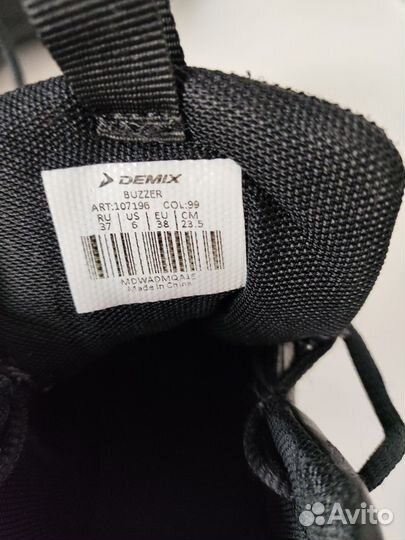 DEMIX
BUZZER
ART:107196 COL:99
RU US EU CM
37 6 38 23.5
MDWADMQA15
Made in China
Avito